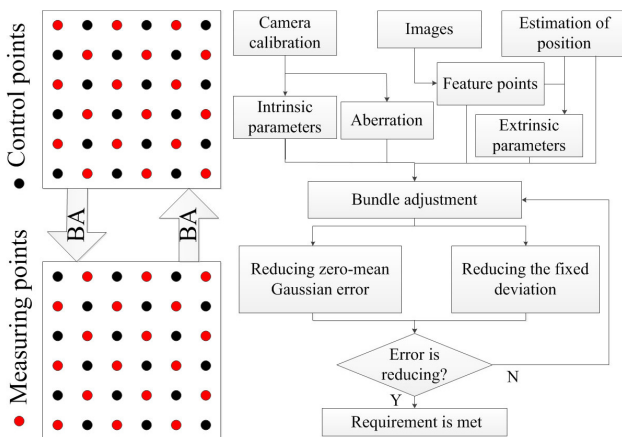 Control points
Measuring points
BA
BA
Camera
calibration
Images
Estimation of
position
Feature points
Intrinsic
parameters
Aberration
Extrinsic
parameters
Bundle adjustment
Reducing zero-mean
Gaussian error
Reducing the fixed
deviation
Error is
reducing?
N
Y
Requirement is met